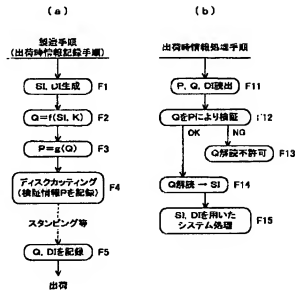 (a)
製造手順
(出荷時情報記録手順)
SI, DI生成 F1
Q=f(SI, K) F2
P=g(Q) F3
ディスクカッティング
(検証情報Pを記録)
F4
スタンピング等
Q, DIを記録 F5
出荷
(b)
出荷時情報処理手順
P, Q, DI読出 F11
QをPにより検証 F12
OK NG
Q解読不許可 F13
Q解読 → SI F14
SI, DIを用いた
システム処理
F15